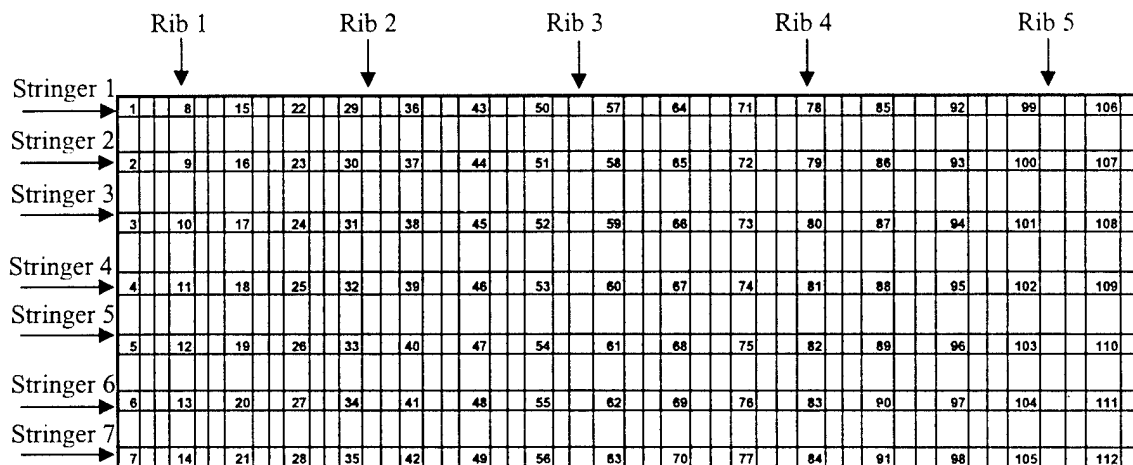 Rib 1 Rib 2 Rib 3 Rib 4 Rib 5
Stringer 1
1 8 15 22 29 36 43 50 57 64 71 78 85 92 99 106
Stringer 2
2 9 16 23 30 37 44 51 58 65 72 79 86 93 100 107
Stringer 3
3 10 17 24 31 38 45 52 59 66 73 80 87 94 101 108
Stringer 4
4 11 18 25 32 39 46 53 60 67 74 81 88 95 102 109
Stringer 5
5 12 19 26 33 40 47 54 61 68 75 82 89 96 103 110
Stringer 6
6 13 20 27 34 41 48 55 62 69 76 83 90 97 104 111
Stringer 7
7 14 21 28 35 42 49 56 63 70 77 84 91 98 105 112